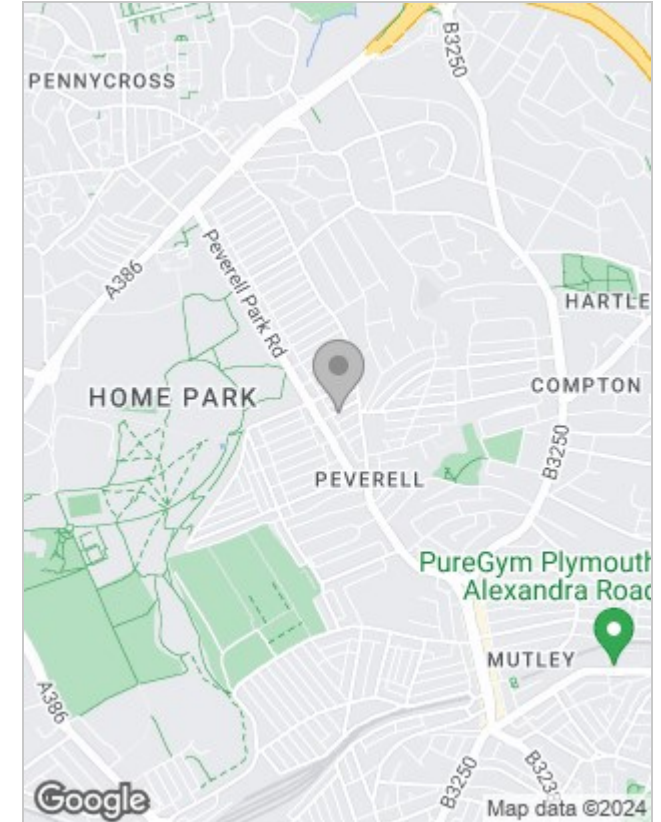 B3250
PENNYCROSS
Peverell Park Rd
A386
HARTLE
HOME PARK
COMPTON
B3250
PEVERELL
PureGym Plymouth
Alexandra Road
MUTLEY
A386
B3250
B323
Google
Map data ©2024